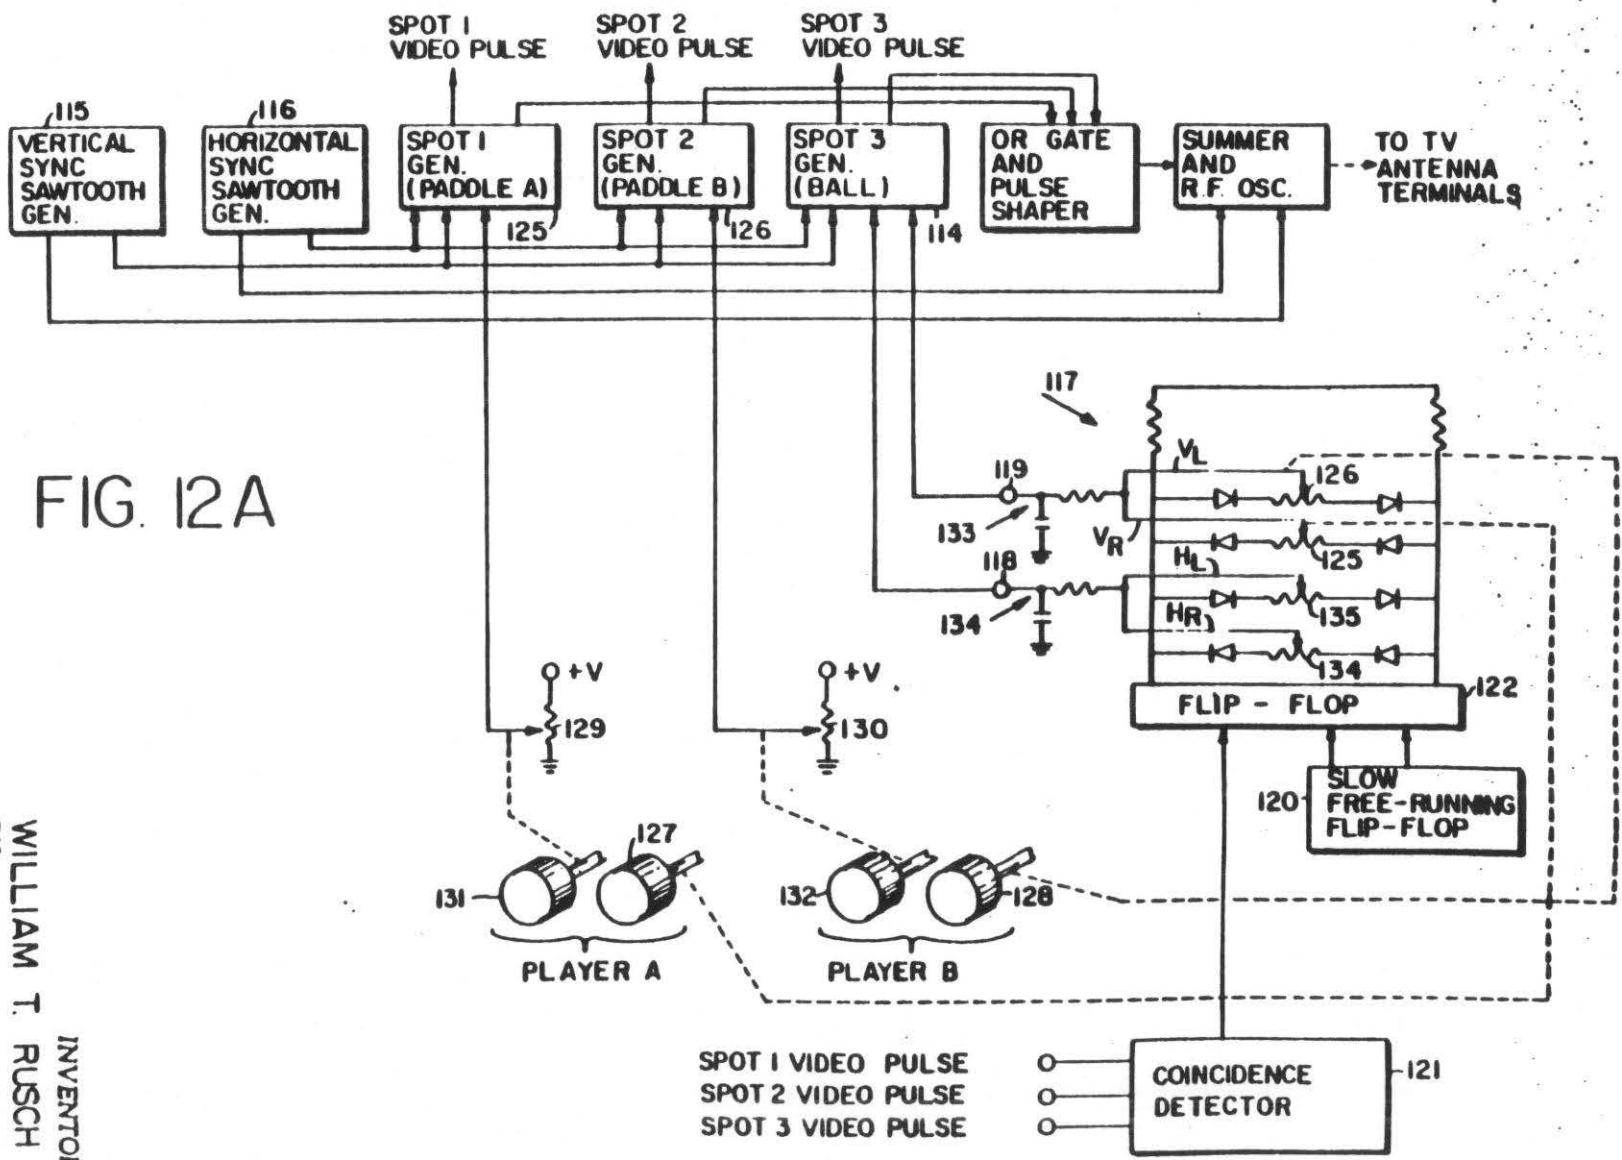 SPOT 1
VIDEO PULSE
SPOT 2
VIDEO PULSE
SPOT 3
VIDEO PULSE
115
VERTICAL
SYNC
SAWTOOTH
GEN.
116
HORIZONTAL
SYNC
SAWTOOTH
GEN.
SPOT 1
GEN.
(PADDLE A)
125
SPOT 2
GEN.
(PADDLE B)
126
SPOT 3
GEN.
(BALL)
114
OR GATE
AND
PULSE
SHAPER
SUMMER
AND
R.F. OSC.
TO TV
ANTENNA
TERMINALS
117
FIG. 12A
119
133
118
134
VL
126
VR
125
HL
135
HR
134
FLIP - FLOP
122
+V
129
+V
130
120
SLOW
FREE-RUNNING
FLIP-FLOP
131
127
132
128
PLAYER A
PLAYER B
SPOT 1 VIDEO PULSE
SPOT 2 VIDEO PULSE
SPOT 3 VIDEO PULSE
COINCIDENCE
DETECTOR
121
INVENTOR
WILLIAM T. RUSCH